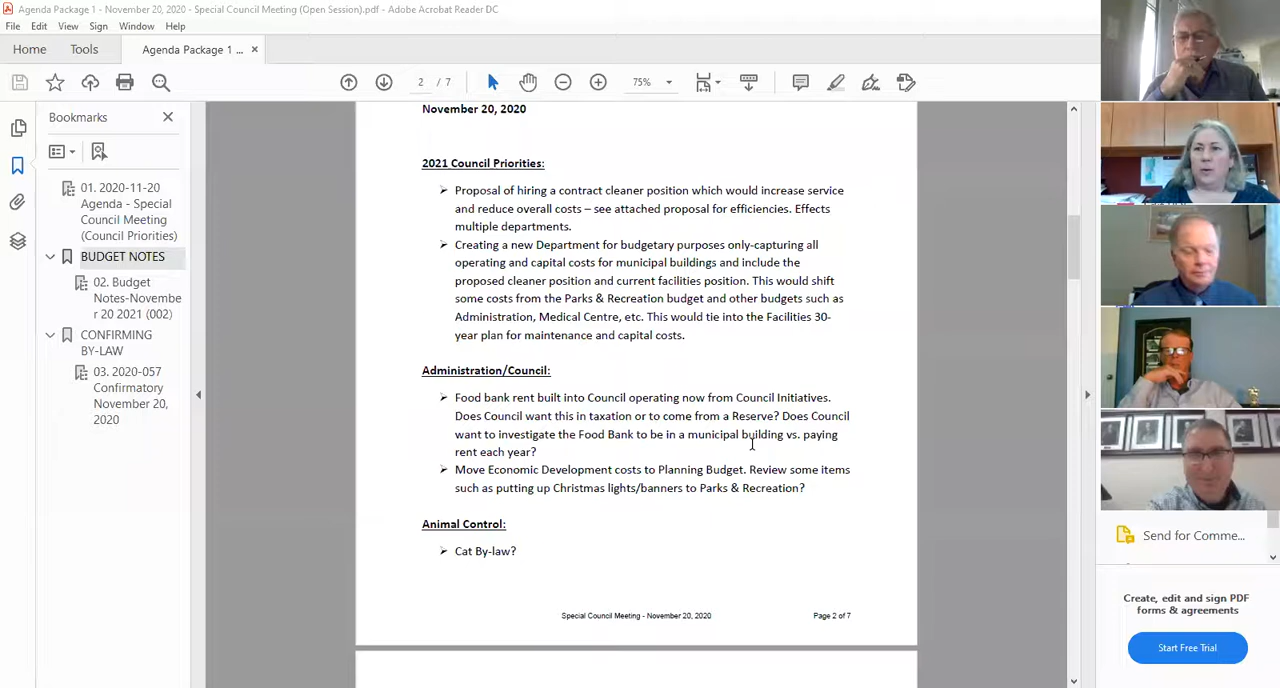 Agenda Package 1 - November 20, 2020 - Special Council Meeting (Open Session).pdf - Adobe Acrobat Reader DC
File Edit View Sign Window Help
Home Tools Agenda Package 1 ... ×
2 / 7 75%
Bookmarks
01. 2020-11-20
Agenda - Special
Council Meeting
(Council Priorities)
BUDGET NOTES
02. Budget
Notes-Novembe
r 20 2021 (002)
CONFIRMING
BY-LAW
03. 2020-057
Confirmatory
November 20,
2020
November 20, 2020
2021 Council Priorities:
➢ Proposal of hiring a contract cleaner position which would increase service
and reduce overall costs – see attached proposal for efficiencies. Effects
multiple departments.
➢ Creating a new Department for budgetary purposes only-capturing all
operating and capital costs for municipal buildings and include the
proposed cleaner position and current facilities position. This would shift
some costs from the Parks & Recreation budget and other budgets such as
Administration, Medical Centre, etc. This would tie into the Facilities 30-
year plan for maintenance and capital costs.
Administration/Council:
➢ Food bank rent built into Council operating now from Council Initiatives.
Does Council want this in taxation or to come from a Reserve? Does Council
want to investigate the Food Bank to be in a municipal building vs. paying
rent each year?
➢ Move Economic Development costs to Planning Budget. Review some items
such as putting up Christmas lights/banners to Parks & Recreation?
Animal Control:
➢ Cat By-law?
Special Council Meeting - November 20, 2020 Page 2 of 7
Send for Comme...
Create, edit and sign PDF
forms & agreements
Start Free Trial